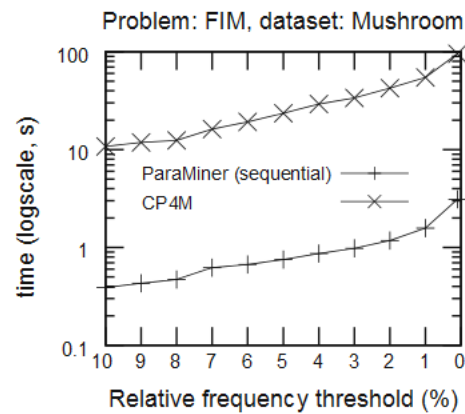 Problem: FIM, dataset: Mushroom
100
10
1
0.1
time (logscale, s)
ParaMiner (sequential)
CP4M
10 9 8 7 6 5 4 3 2 1 0
Relative frequency threshold (%)